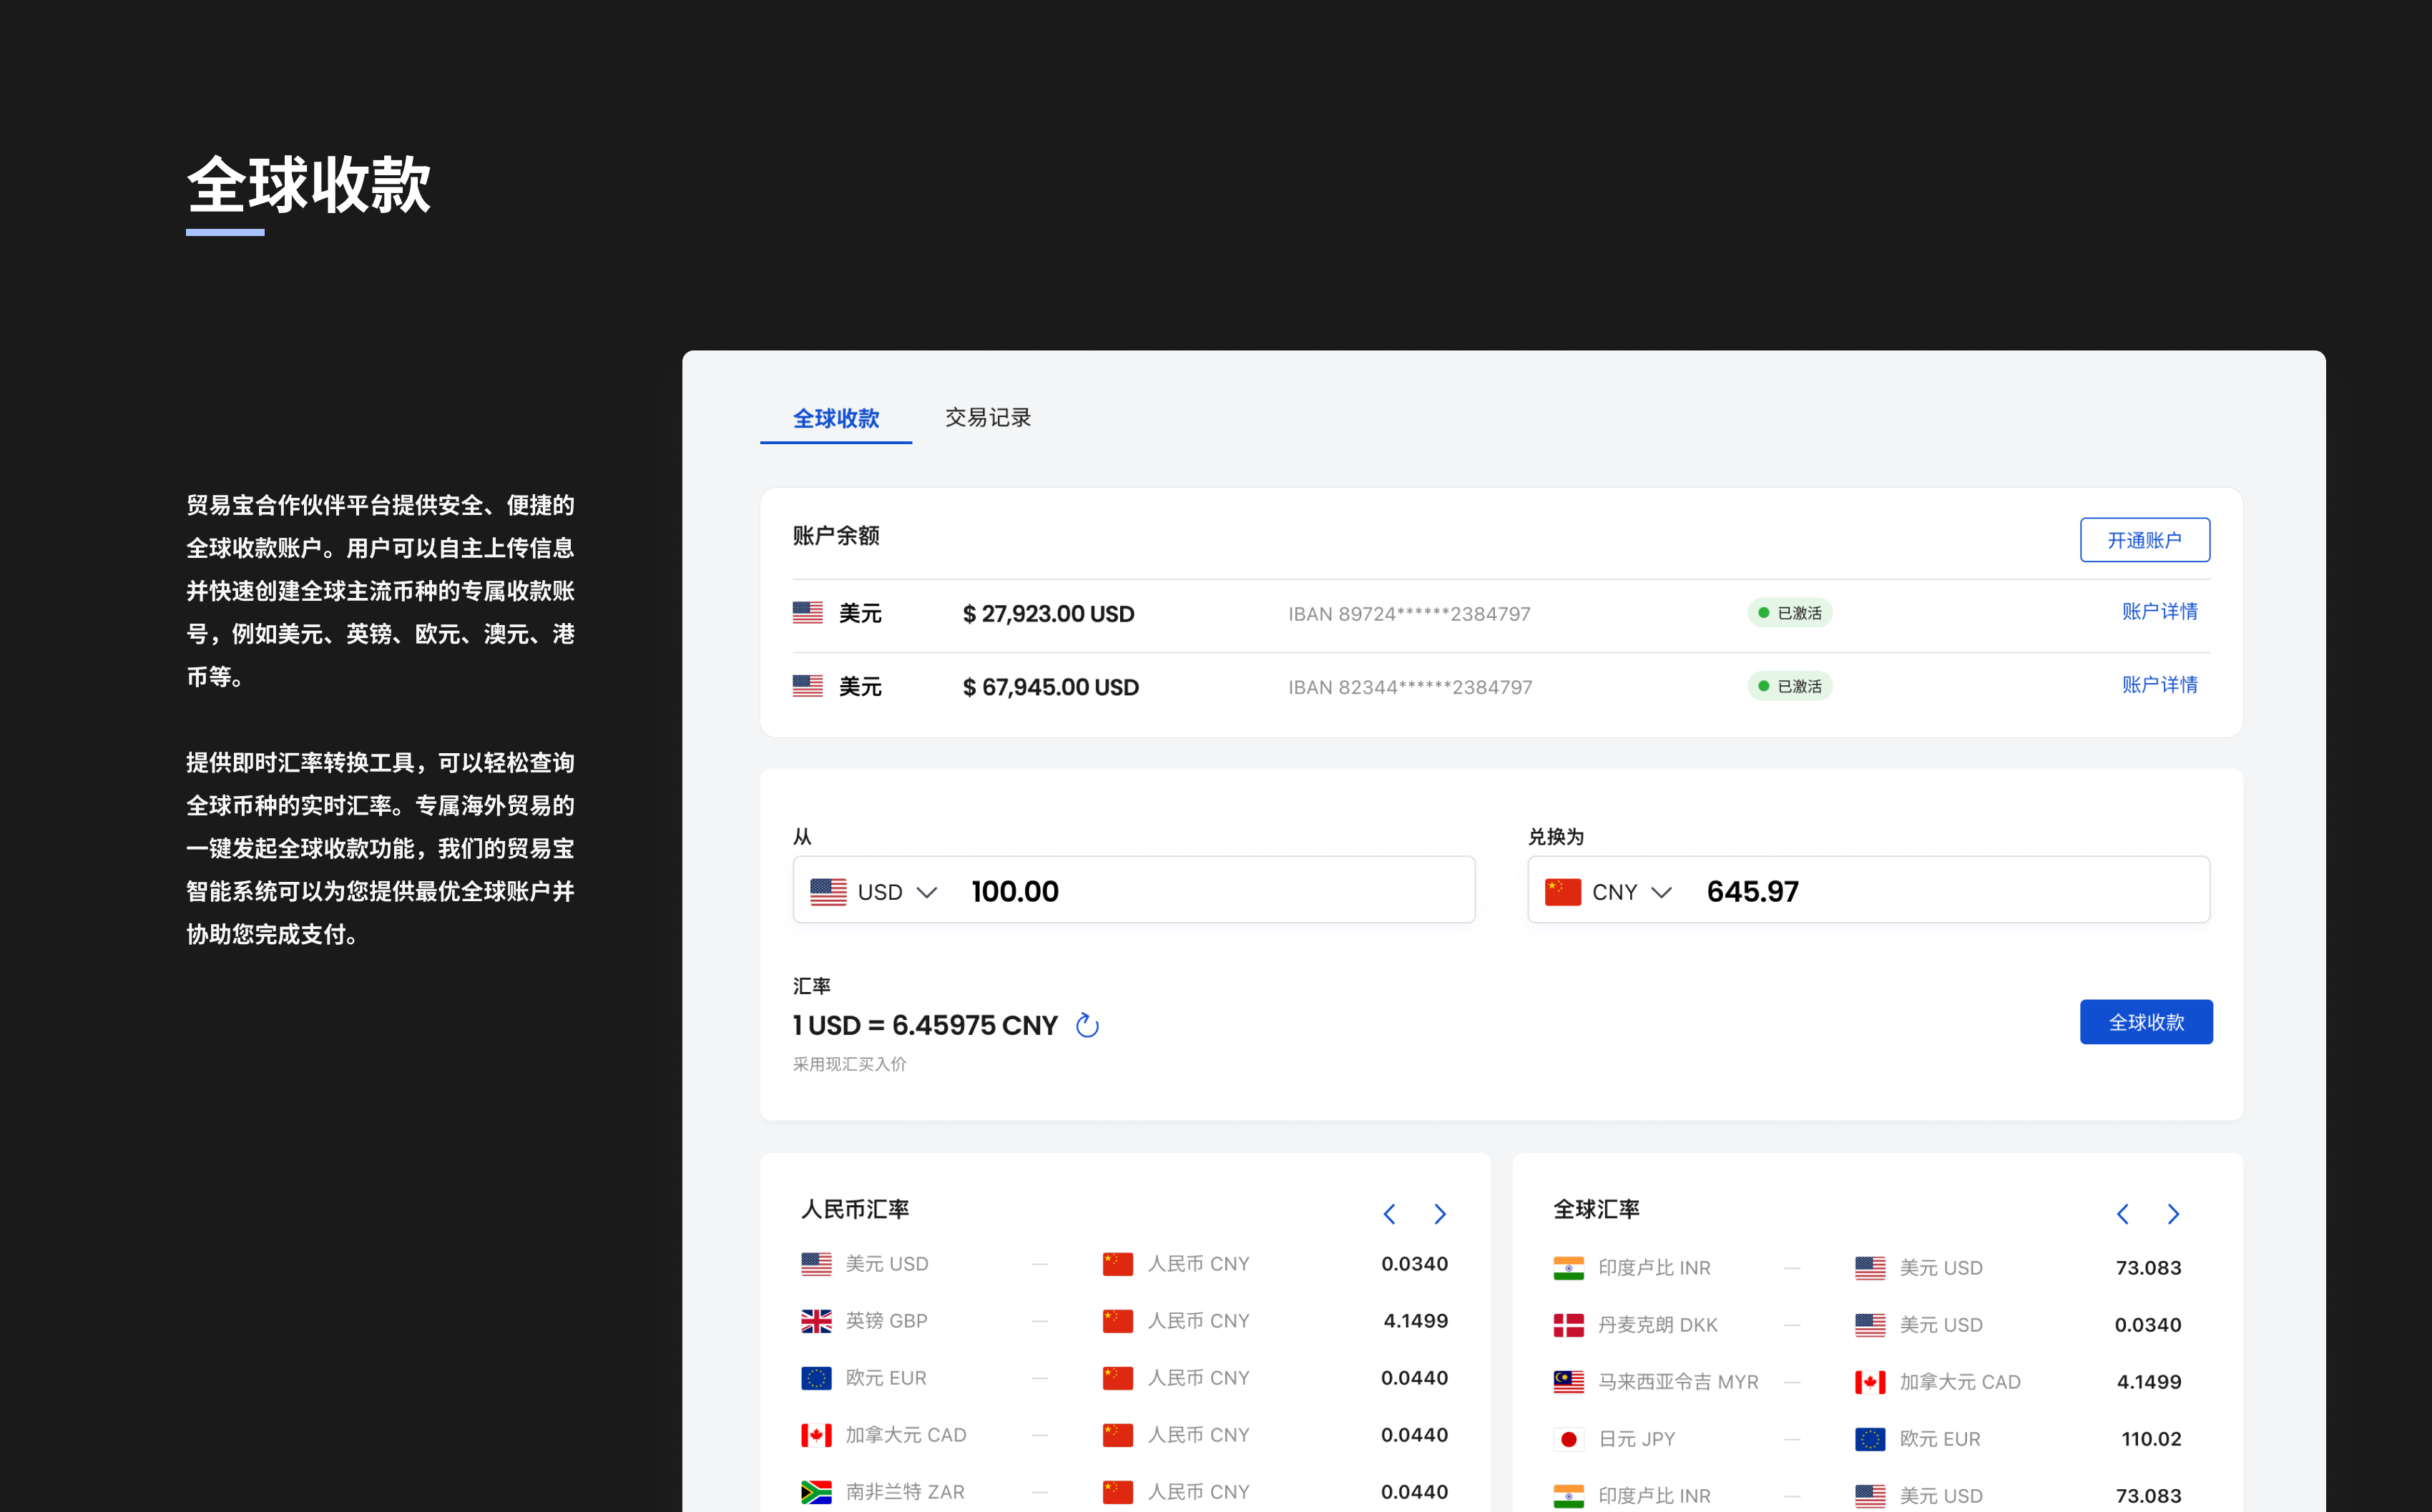 全球收款
贸易宝合作伙伴平台提供安全、便捷的
全球收款账户。用户可以自主上传信息
并快速创建全球主流币种的专属收款账
号，例如美元、英镑、欧元、澳元、港
币等。
提供即时汇率转换工具，可以轻松查询
全球币种的实时汇率。专属海外贸易的
一键发起全球收款功能，我们的贸易宝
智能系统可以为您提供最优全球账户并
协助您完成支付。
全球收款 交易记录
账户余额 开通账户
美元 $ 27,923.00 USD IBAN 89724******2384797 已激活 账户详情
美元 $ 67,945.00 USD IBAN 82344******2384797 已激活 账户详情
从 兑换为
USD 100.00 CNY 645.97
汇率
1 USD = 6.45975 CNY
全球收款
采用现汇买入价
人民币汇率
美元 USD — 人民币 CNY 0.0340
英镑 GBP — 人民币 CNY 4.1499
欧元 EUR — 人民币 CNY 0.0440
加拿大元 CAD — 人民币 CNY 0.0440
南非兰特 ZAR — 人民币 CNY 0.0440
全球汇率
印度卢比 INR — 美元 USD 73.083
丹麦克朗 DKK — 美元 USD 0.0340
马来西亚令吉 MYR — 加拿大元 CAD 4.1499
日元 JPY — 欧元 EUR 110.02
印度卢比 INR — 美元 USD 73.083